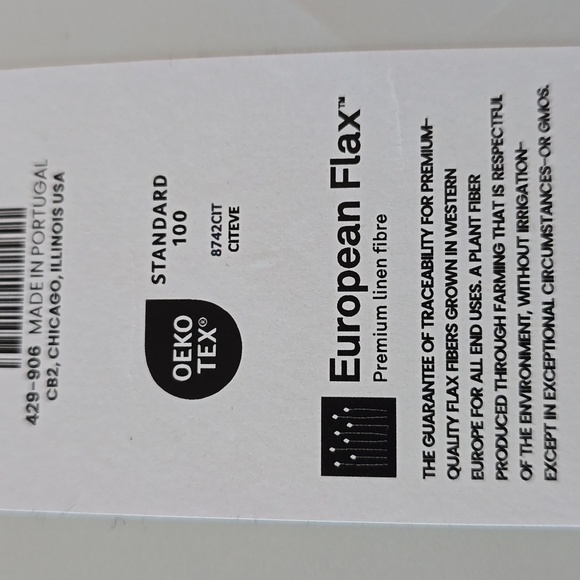 429-906 MADE IN PORTUGAL
CB2, CHICAGO, ILLINOIS USA
OEKO
TEX®
STANDARD
100
8742CIT
CITEVE
European Flax™
Premium linen fibre
THE GUARANTEE OF TRACEABILITY FOR PREMIUM-
QUALITY FLAX FIBERS GROWN IN WESTERN
EUROPE FOR ALL END USES. A PLANT FIBER
PRODUCED THROUGH FARMING THAT IS RESPECTFUL
OF THE ENVIRONMENT, WITHOUT IRRIGATION-
EXCEPT IN EXCEPTIONAL CIRCUMSTANCES-OR GMOS.